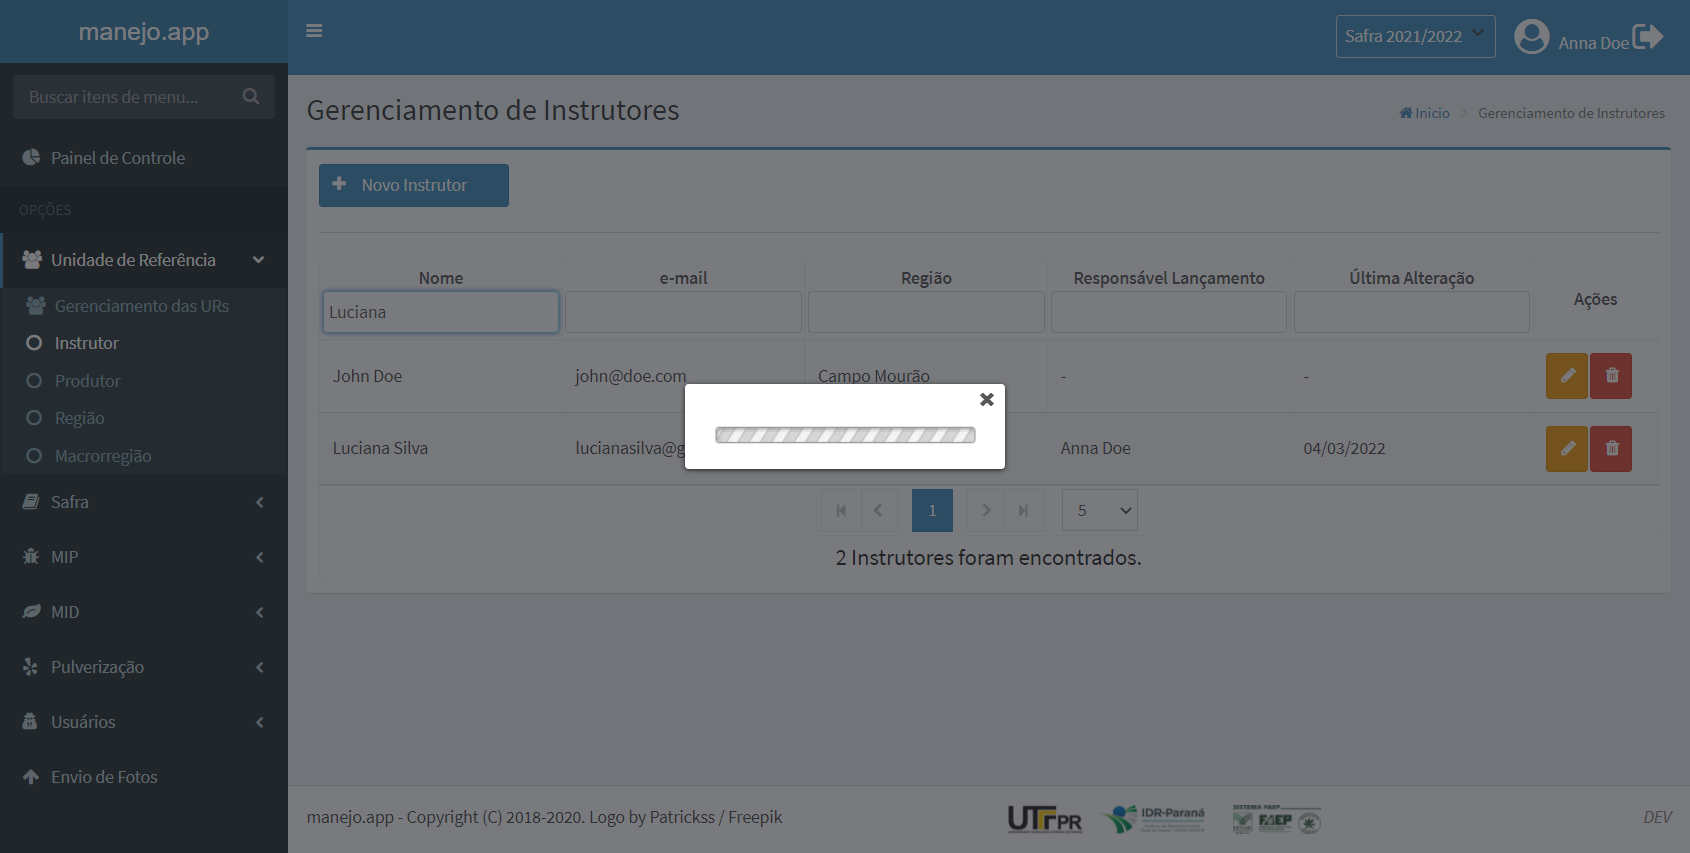 manejo.app
Safra 2021/2022
Anna Doe
Buscar itens de menu...
Painel de Controle
OPÇÕES
Unidade de Referência
Gerenciamento das URs
Instrutor
Produtor
Região
Macrorregião
Safra
MIP
MID
Pulverização
Usuários
Envio de Fotos
Gerenciamento de Instrutores
Inicio > Gerenciamento de Instrutores
Novo Instrutor
Nome e-mail Região Responsável Lançamento Última Alteração Ações
Luciana
John Doe john@doe.com Campo Mourão - -
Luciana Silva lucianasilva@g Anna Doe 04/03/2022
1 5
2 Instrutores foram encontrados.
manejo.app - Copyright (C) 2018-2020. Logo by Patrickss / Freepik
UTFPR
IDR-Paraná
SISTEMA FAEP
FAEP
DEV